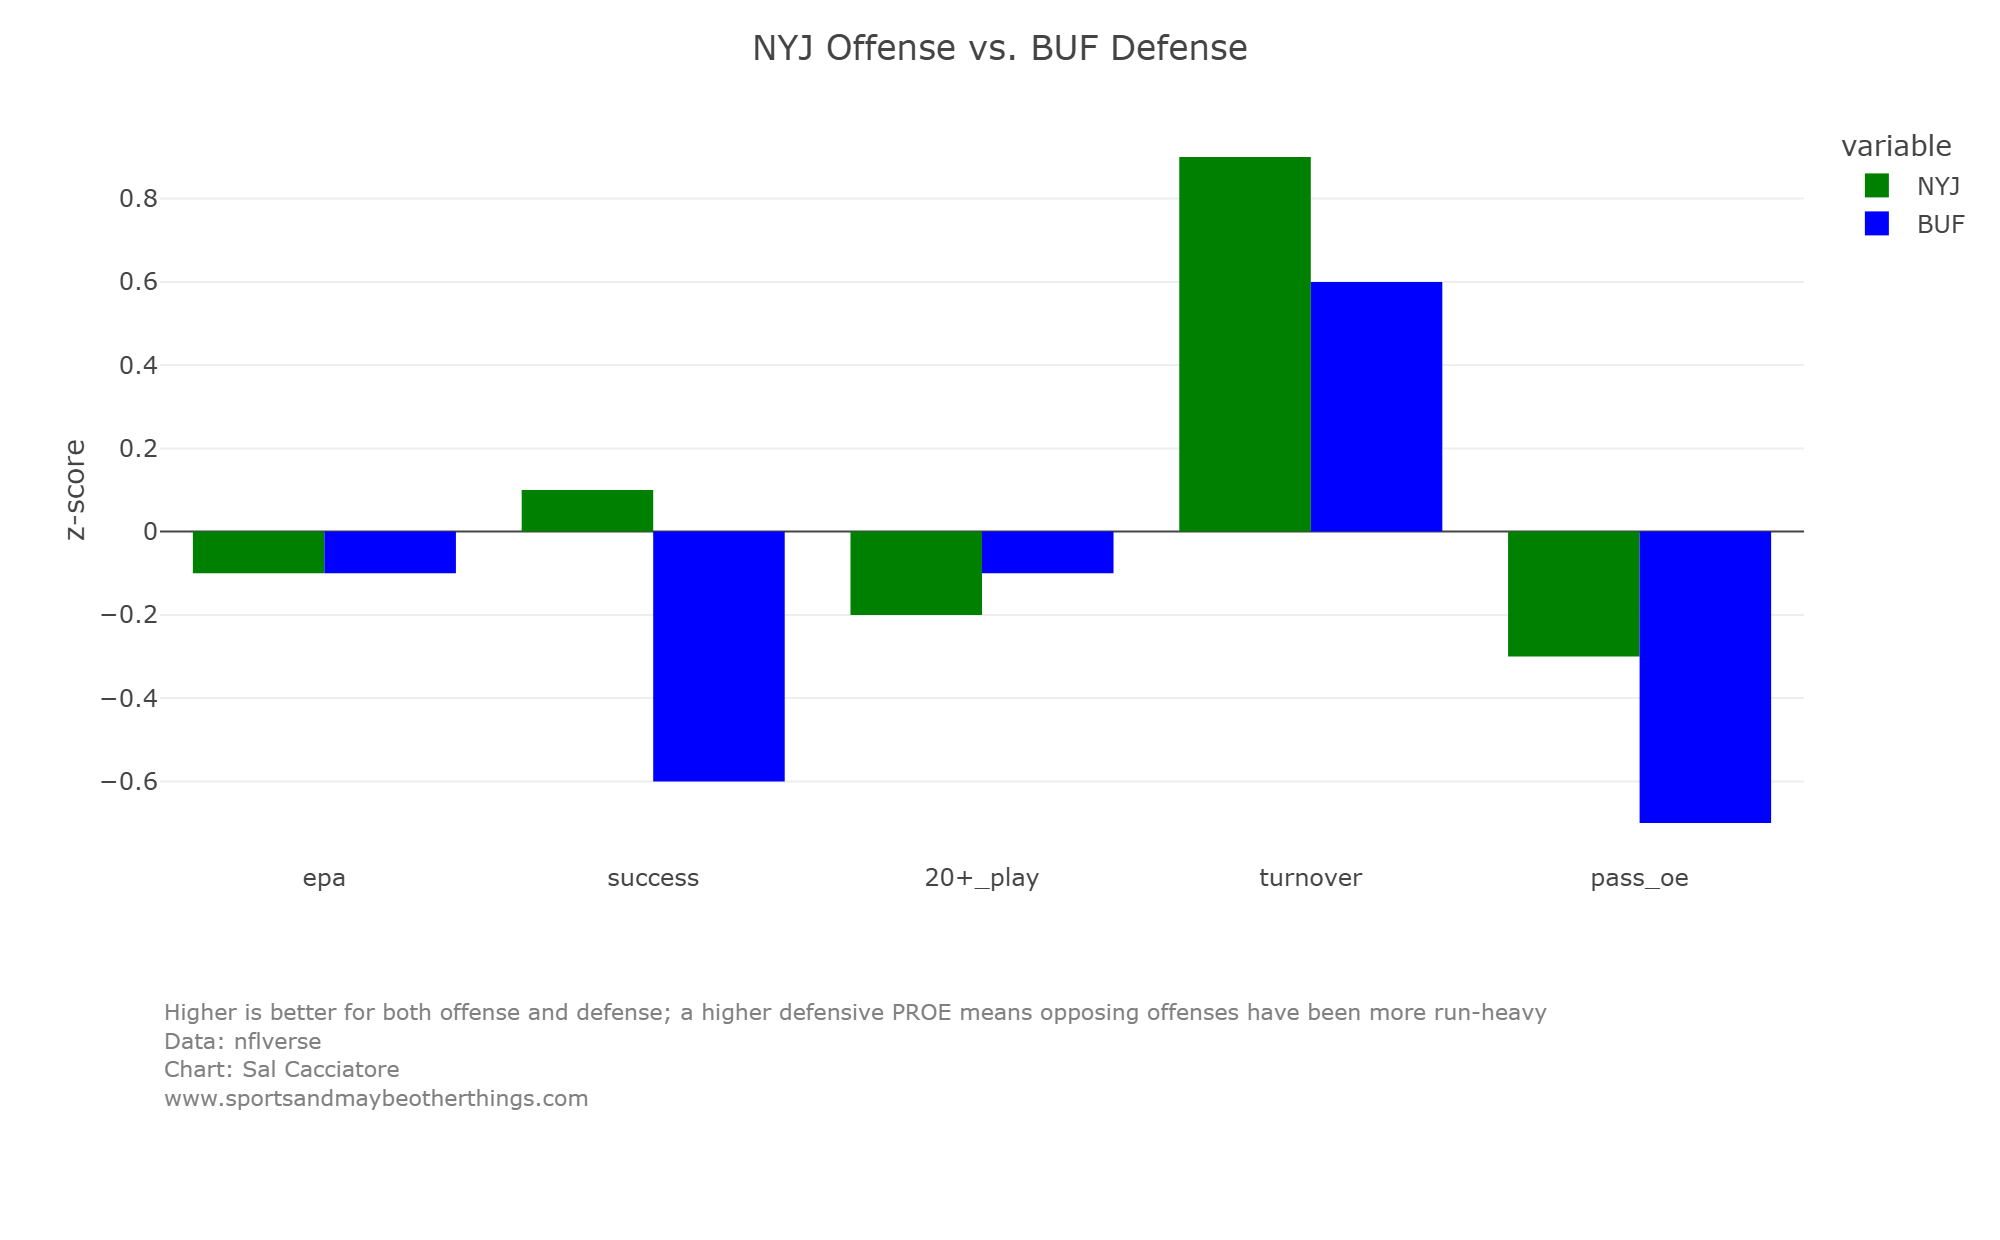 NYJ Offense vs. BUF Defense
variable
NYJ
BUF
z-score
0.8
0.6
0.4
0.2
0
−0.2
−0.4
−0.6
epa
success
20+_play
turnover
pass_oe
Higher is better for both offense and defense; a higher defensive PROE means opposing offenses have been more run-heavy
Data: nflverse
Chart: Sal Cacciatore
www.sportsandmaybeotherthings.com